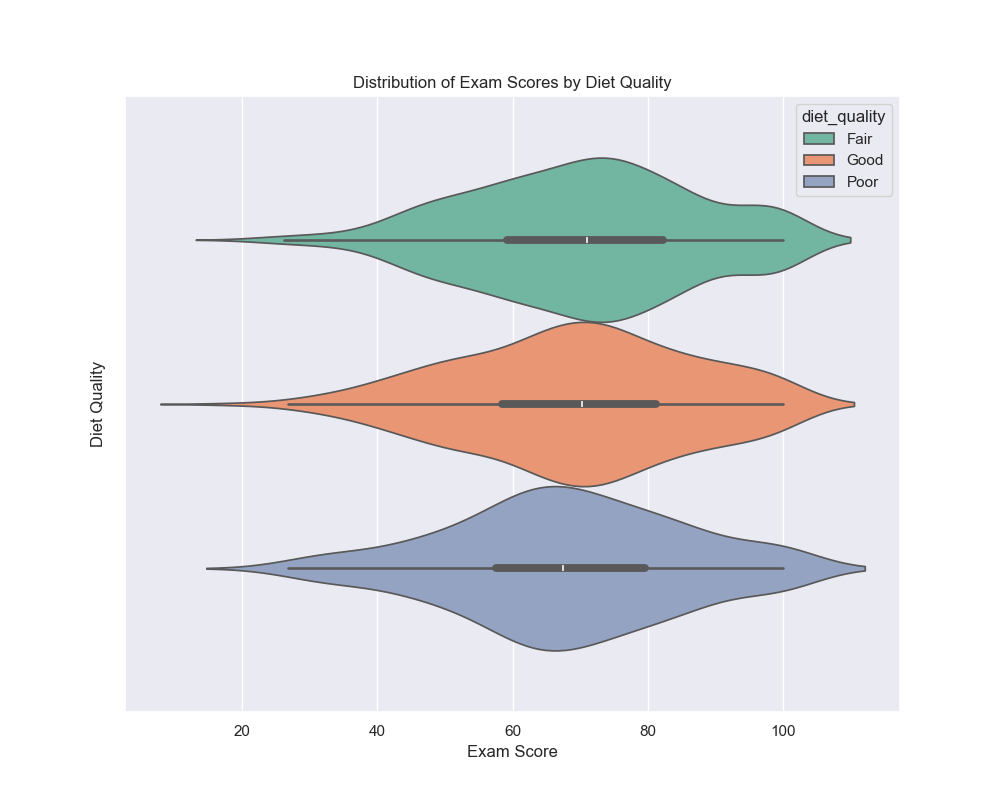 Distribution of Exam Scores by Diet Quality
diet_quality
Fair
Good
Poor
Diet Quality
20 40 60 80 100
Exam Score